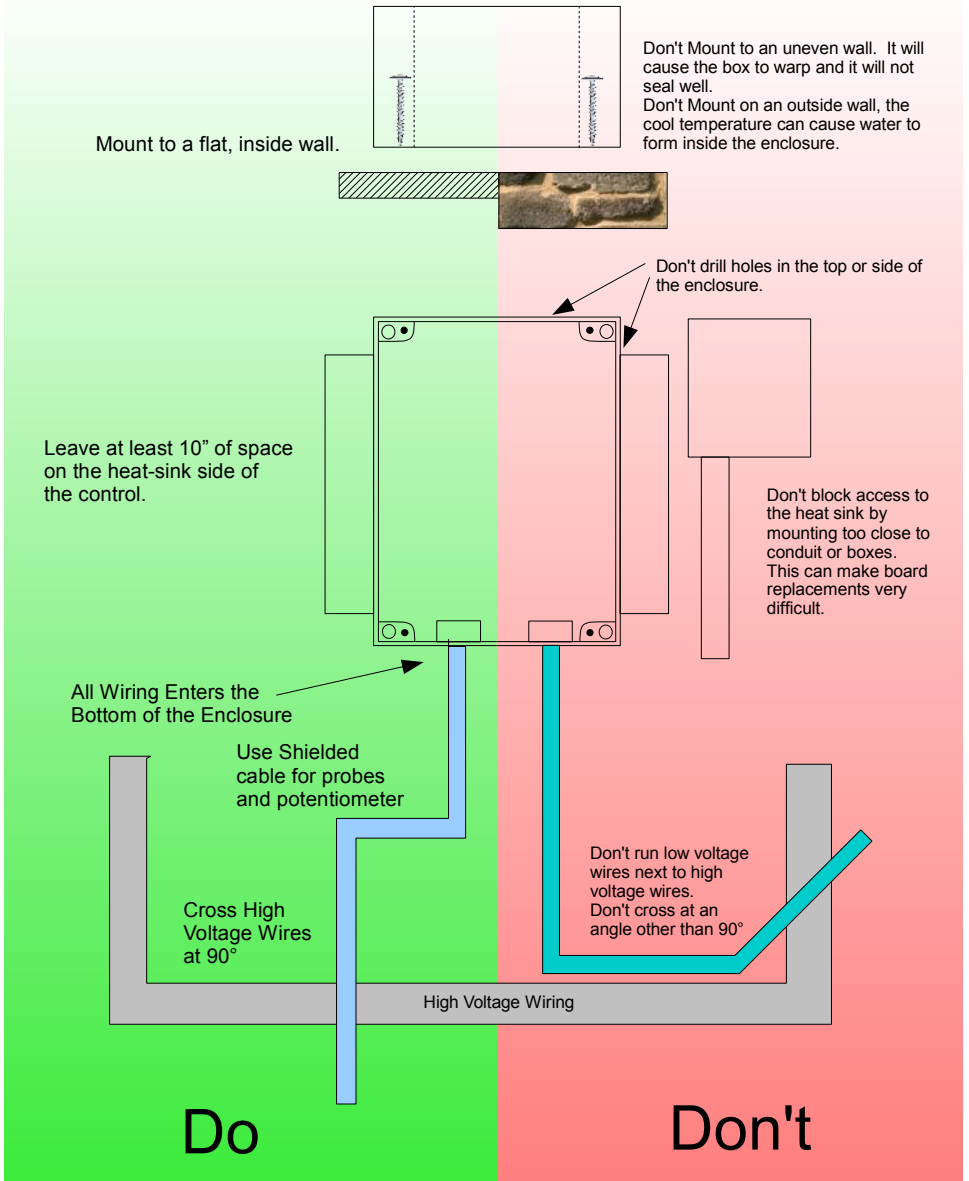 Don't Mount to an uneven wall.  It will
cause the box to warp and it will not
seal well.
Don't Mount on an outside wall, the
cool temperature can cause water to
form inside the enclosure.
Mount to a flat, inside wall.
Don't drill holes in the top or side of
the enclosure.
Leave at least 10” of space
on the heat-sink side of
the control.
Don't block access to
the heat sink by
mounting too close to
conduit or boxes.
This can make board
replacements very
difficult.
All Wiring Enters the
Bottom of the Enclosure
Use Shielded
cable for probes
and potentiometer
Don't run low voltage
wires next to high
voltage wires.
Don't cross at an
angle other than 90°
Cross High
Voltage Wires
at 90°
High Voltage Wiring
Do
Don't